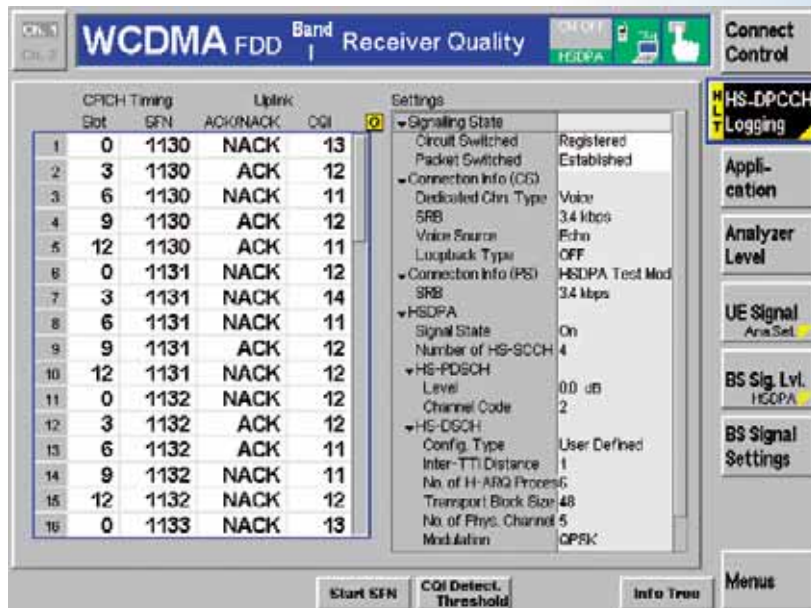 Ch. 1
Ch. 2
WCDMA FDD Band I Receiver Quality
ON OFF
HSDPA
Connect Control
HLT
HS-DPCCH Logging
Appli-cation
Analyzer Level
UE Signal
Ana.Set.
BS Sig. Lvl.
HSDPA
BS Signal Settings
Menus
CPICH Timing Uplink
Slot SFN ACK/NACK CQI
1 0 1130 NACK 13
2 3 1130 ACK 12
3 6 1130 NACK 11
4 9 1130 ACK 12
5 12 1130 ACK 11
6 0 1131 NACK 12
7 3 1131 NACK 14
8 6 1131 NACK 11
9 9 1131 ACK 12
10 12 1131 NACK 12
11 0 1132 NACK 12
12 3 1132 ACK 12
13 6 1132 ACK 11
14 9 1132 NACK 11
15 12 1132 NACK 12
16 0 1133 NACK 13
Settings
Signalling State
Circuit Switched Registered
Packet Switched Established
Connection Info (CS)
Dedicated Chn. Type Voice
SRB 3.4 kbps
Voice Source Echo
Loopback Type OFF
Connection Info (PS) HSDPA Test Mod
SRB 3.4 kbps
HSDPA
Signal State On
Number of HS-SCCH 4
HS-PDSCH
Level 0.0 dB
Channel Code 2
HS-DSCH
Config. Type User Defined
Inter-TTI Distance 1
No. of H-ARQ Proces 6
Transport Block Size 48
No. of Phys. Channel 5
Modulation QPSK
Start SFN
CQI Detect. Threshold
Info Tree